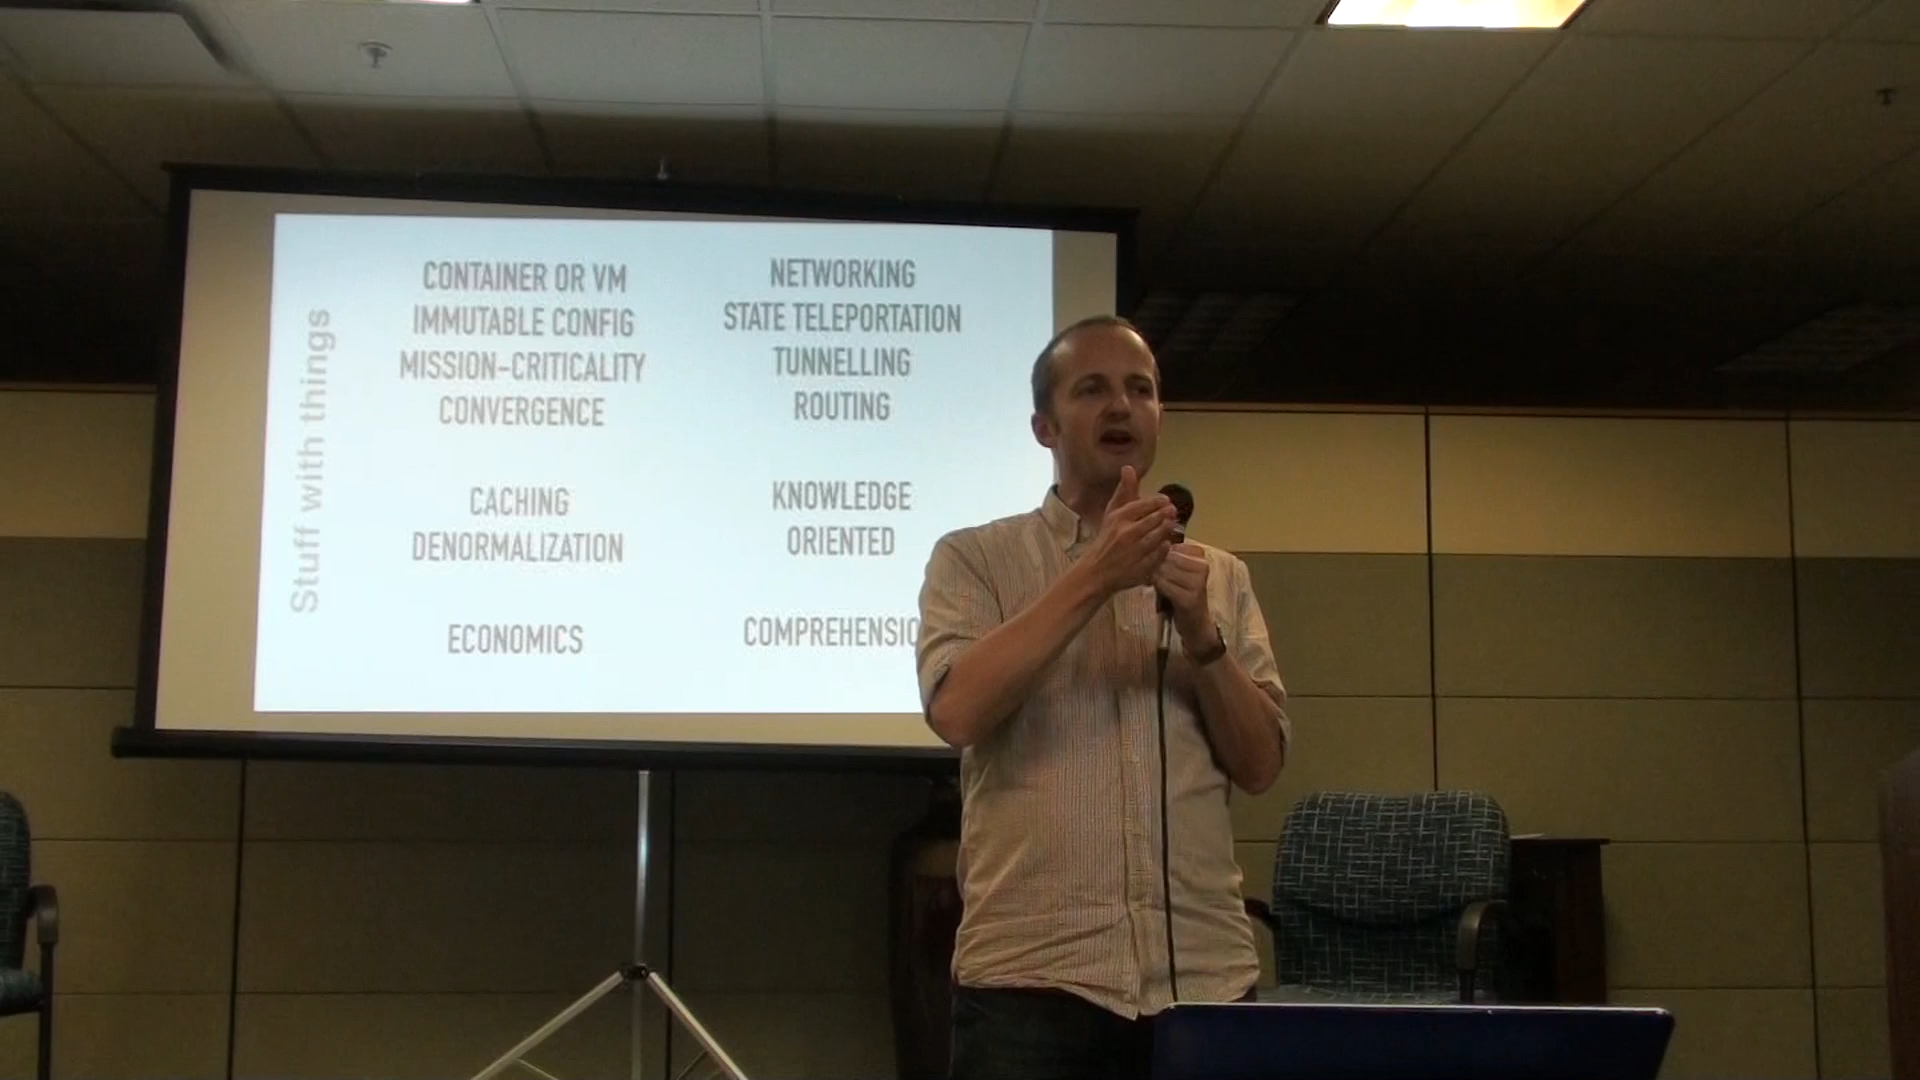 Stuff with things
CONTAINER OR VM
IMMUTABLE CONFIG
MISSION-CRITICALITY
CONVERGENCE
CACHING
DENORMALIZATION
ECONOMICS
NETWORKING
STATE TELEPORTATION
TUNNELLING
ROUTING
KNOWLEDGE
ORIENTED
COMPREHENSIO